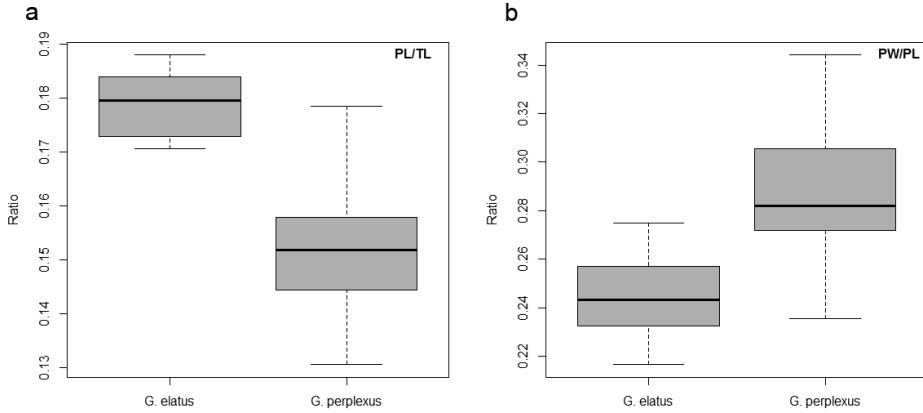 a
PL/TL
Ratio
0.19
0.18
0.17
0.16
0.15
0.14
0.13
G. elatus
G. perplexus
b
PW/PL
Ratio
0.34
0.32
0.30
0.28
0.26
0.24
0.22
G. elatus
G. perplexus